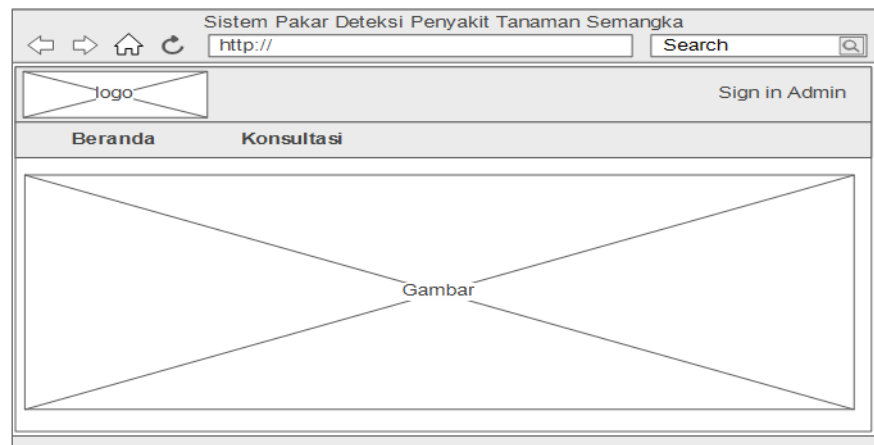 Sistem Pakar Deteksi Penyakit Tanaman Semangka
http:// Search
logo Sign in Admin
Beranda Konsultasi
Gambar